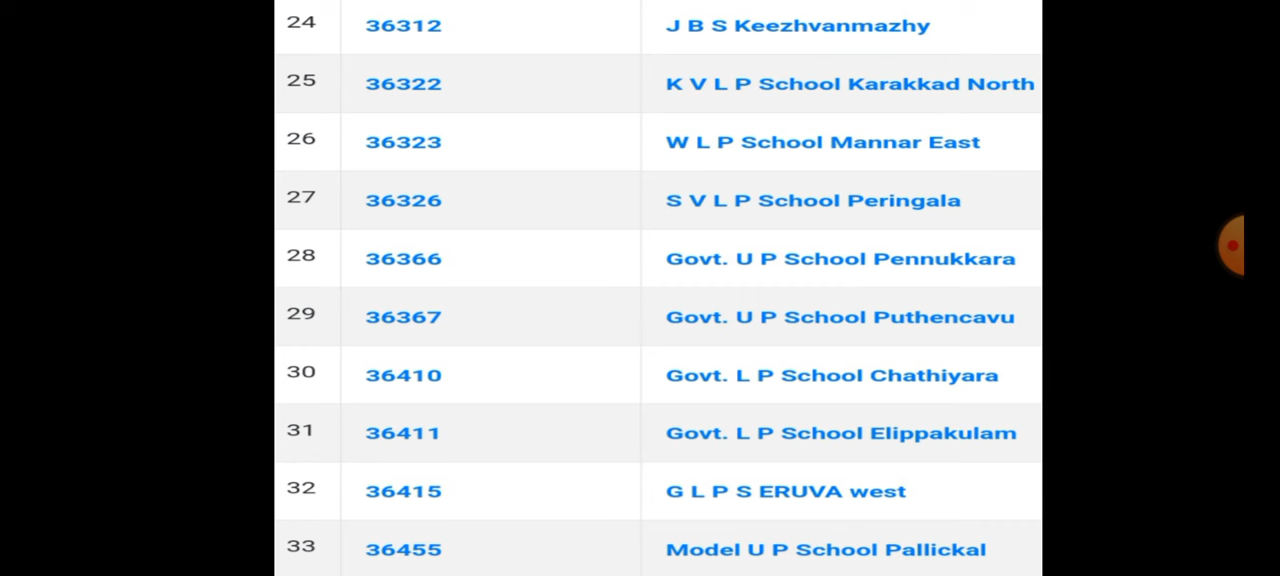 24 36312 J B S Keezhvanmazhy
25 36322 K V L P School Karakkad North
26 36323 W L P School Mannar East
27 36326 S V L P School Peringala
28 36366 Govt. U P School Pennukkara
29 36367 Govt. U P School Puthencavu
30 36410 Govt. L P School Chathiyara
31 36411 Govt. L P School Elippakulam
32 36415 G L P S ERUVA west
33 36455 Model U P School Pallickal